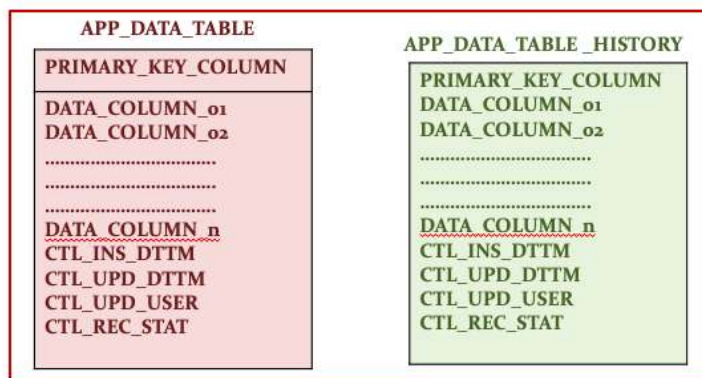 APP_DATA_TABLE
PRIMARY_KEY_COLUMN
DATA_COLUMN_01
DATA_COLUMN_02
..................................
..................................
..................................
DATA_COLUMN_n
CTL_INS_DTTM
CTL_UPD_DTTM
CTL_UPD_USER
CTL_REC_STAT
APP_DATA_TABLE _HISTORY
PRIMARY_KEY_COLUMN
DATA_COLUMN_01
DATA_COLUMN_02
..................................
..................................
..................................
DATA_COLUMN_n
CTL_INS_DTTM
CTL_UPD_DTTM
CTL_UPD_USER
CTL_REC_STAT